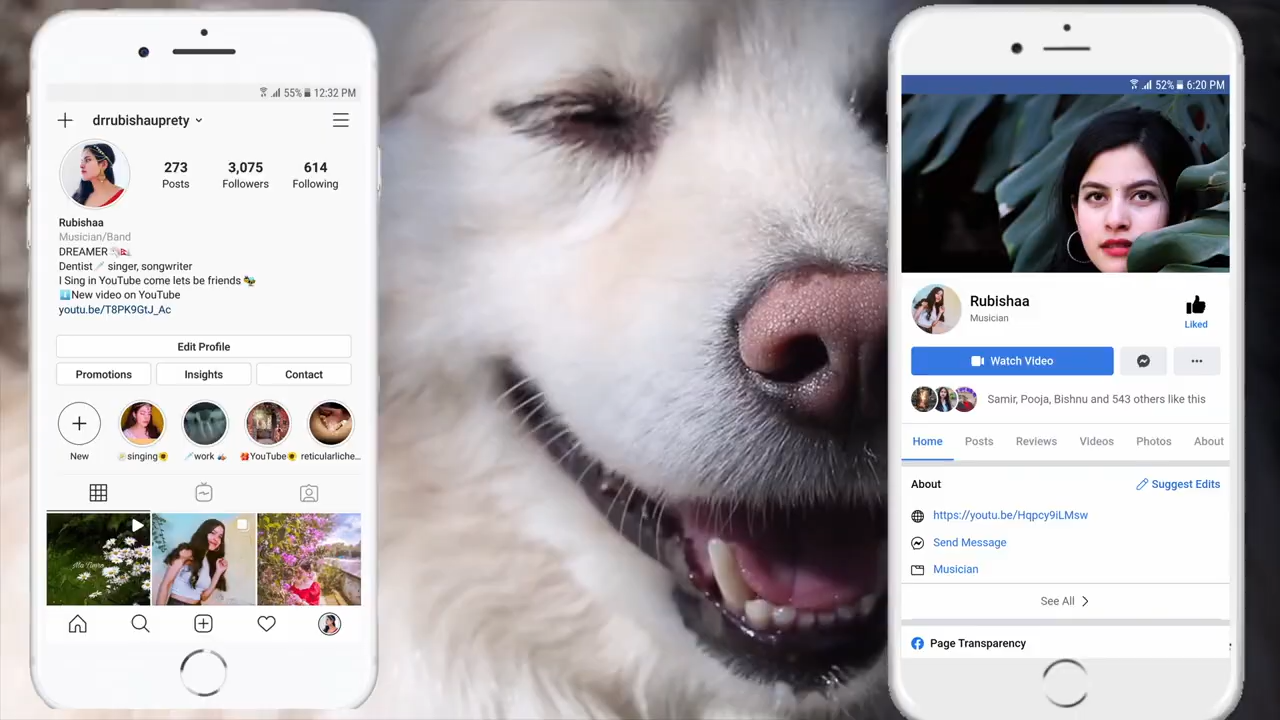 55% 12:32 PM
drrubishauprety
273 3,075 614
Posts Followers Following
Rubishaa
Musician/Band
DREAMER
Dentist singer, songwriter
I Sing in YouTube come lets be friends
New video on YouTube
youtu.be/T8PK9GtJ_Ac
Edit Profile
Promotions Insights Contact
New singing work YouTube reticularliche...
Ma Timro
52% 6:20 PM
Rubishaa
Musician
Liked
Watch Video
Samir, Pooja, Bishnu and 543 others like this
Home Posts Reviews Videos Photos About
About Suggest Edits
https://youtu.be/Hqpcy9iLMsw
Send Message
Musician
See All
Page Transparency